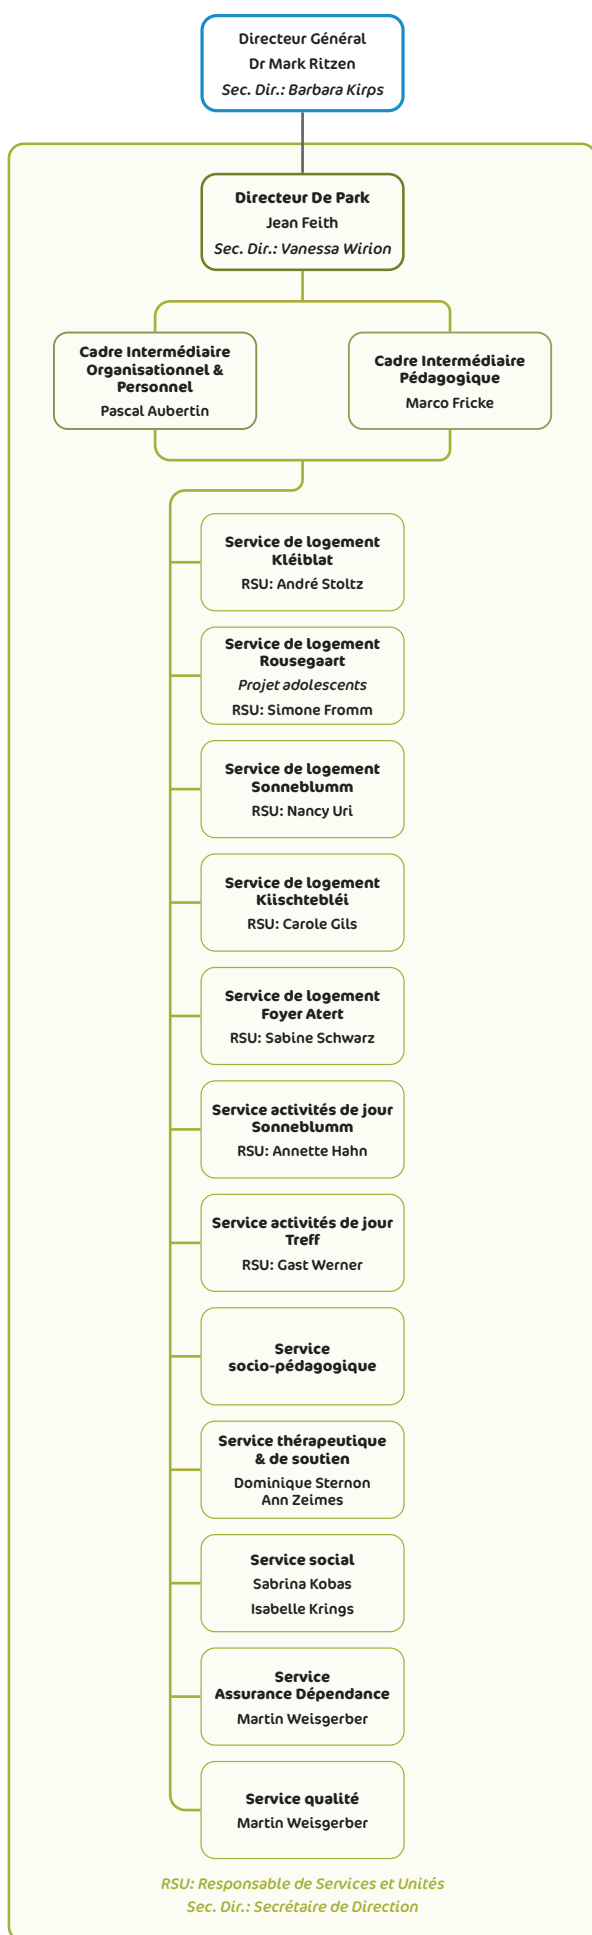 Directeur Général
Dr Mark Ritzen
Sec. Dir.: Barbara Kirps
Directeur De Park
Jean Feith
Sec. Dir.: Vanessa Wirion
Cadre Intermédiaire
Organisationnel &
Personnel
Pascal Aubertin
Cadre Intermédiaire
Pédagogique
Marco Fricke
Service de logement
Kléiblat
RSU: André Stoltz
Service de logement
Rousegaart
Projet adolescents
RSU: Simone Fromm
Service de logement
Sonneblumm
RSU: Nancy Uri
Service de logement
Kiischtebléi
RSU: Carole Gils
Service de logement
Foyer Atert
RSU: Sabine Schwarz
Service activités de jour
Sonneblumm
RSU: Annette Hahn
Service activités de jour
Treff
RSU: Gast Werner
Service
socio-pédagogique
Service thérapeutique
& de soutien
Dominique Sternon
Ann Zeimes
Service social
Sabrina Kobas
Isabelle Krings
Service
Assurance Dépendance
Martin Weisgerber
Service qualité
Martin Weisgerber
RSU: Responsable de Services et Unités
Sec. Dir.: Secrétaire de Direction